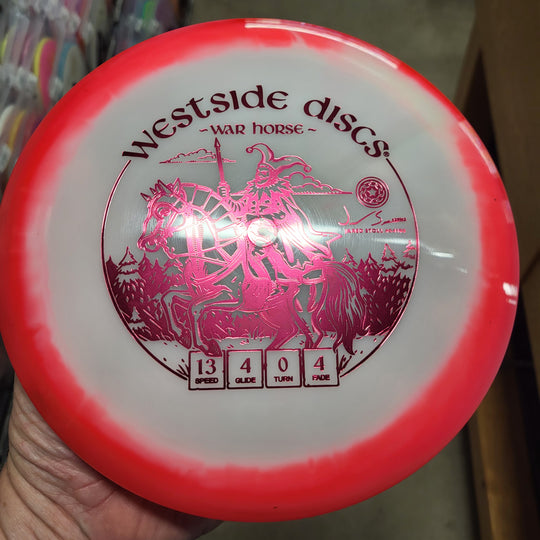 WESTSIDE DISCS
~ WAR HORSE ~
13 4 0 4
SPEED GLIDE TURN FADE